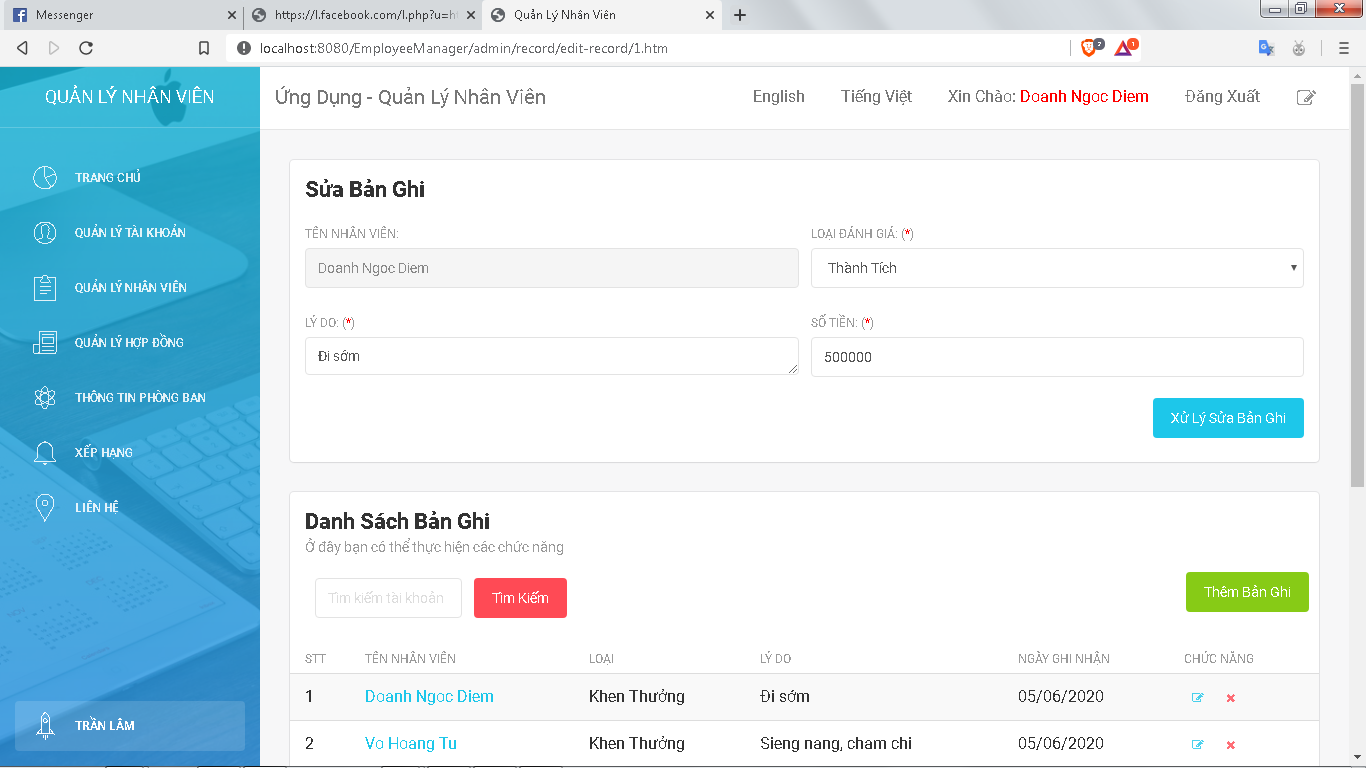 Messenger
https://l.facebook.com/l.php?u=ht
Quản Lý Nhân Viên
localhost:8080/EmployeeManager/admin/record/edit-record/1.htm
7
1
QUẢN LÝ NHÂN VIÊN
Ứng Dụng - Quản Lý Nhân Viên
English
Tiếng Việt
Xin Chào: Doanh Ngoc Diem
Đăng Xuất
TRANG CHỦ
QUẢN LÝ TÀI KHOẢN
QUẢN LÝ NHÂN VIÊN
QUẢN LÝ HỢP ĐỒNG
THÔNG TIN PHÒNG BAN
XẾP HẠNG
LIÊN HỆ
TRẦN LÂM
Sửa Bản Ghi
TÊN NHÂN VIÊN:
LOẠI ĐÁNH GIÁ: (*)
Doanh Ngoc Diem
Thành Tích
LÝ DO: (*)
SỐ TIỀN: (*)
Đi sớm
500000
Xử Lý Sửa Bản Ghi
Danh Sách Bản Ghi
Ở đây bạn có thể thực hiện các chức năng
Tìm kiếm tài khoản
Tìm Kiếm
Thêm Bản Ghi
STT TÊN NHÂN VIÊN LOẠI LÝ DO NGÀY GHI NHẬN CHỨC NĂNG
1 Doanh Ngoc Diem Khen Thưởng Đi sớm 05/06/2020
2 Vo Hoang Tu Khen Thưởng Sieng nang, cham chi 05/06/2020